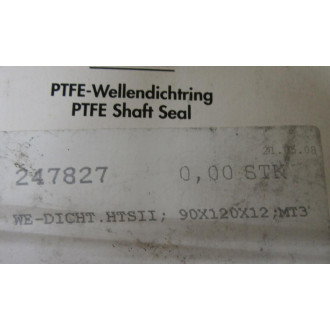 PTFE-Wellendichtring
PTFE Shaft Seal
247827 0,00 STK
WE-DICHT.HTSII; 90X120X12;MT3